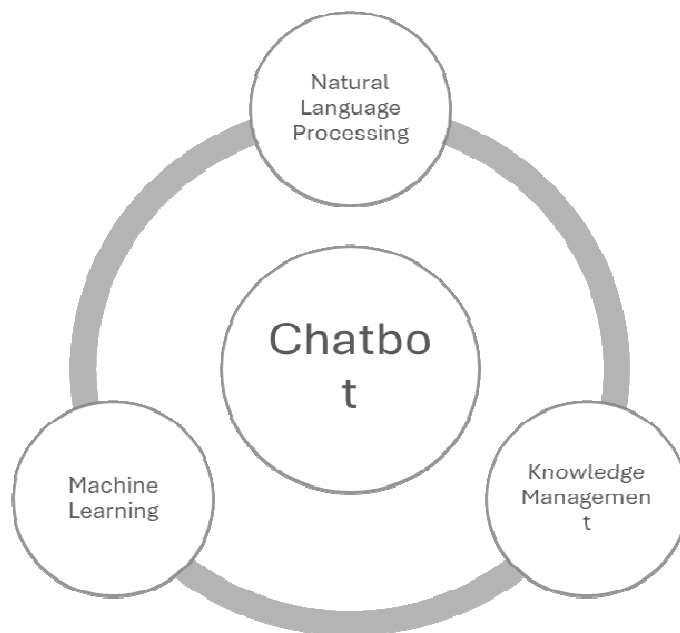 Natural
Language
Processing
Chatbo
t
Machine
Learning
Knowledge
Managemen
t